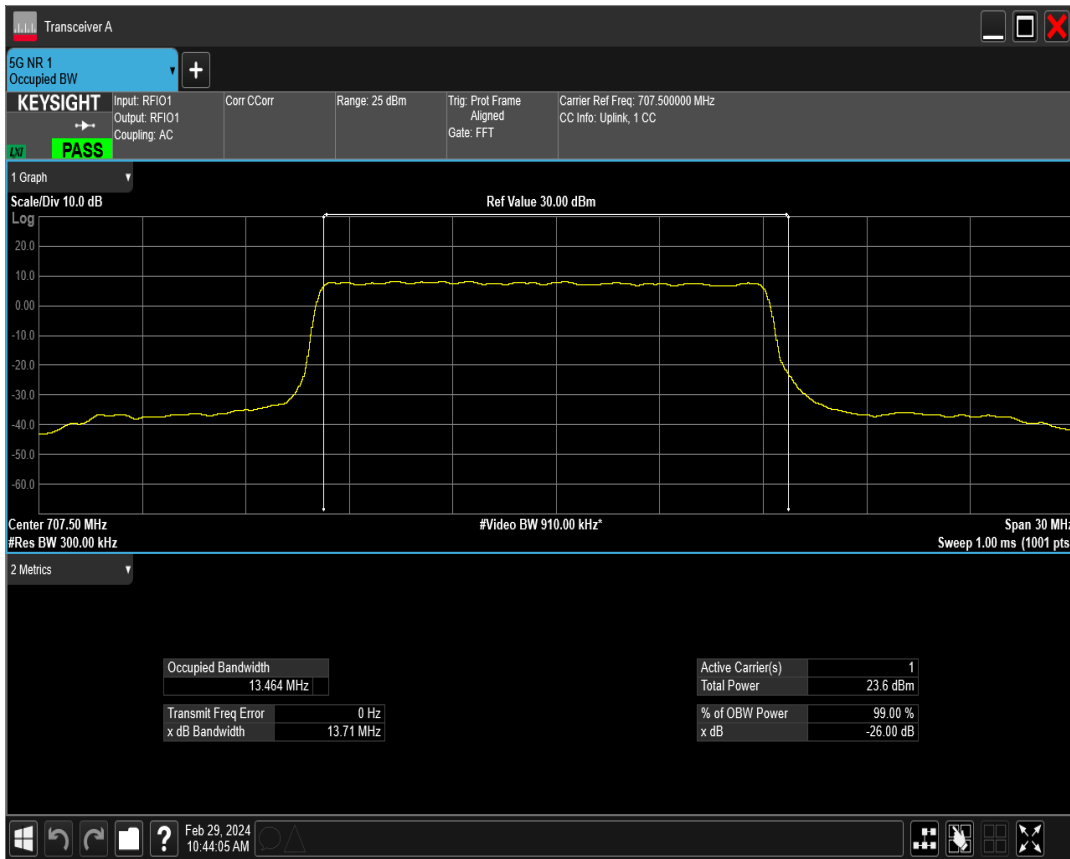 Transceiver A
5G NR 1
Occupied BW
+
KEYSIGHT
LXI
PASS
Input: RFIO1
Output: RFIO1
Coupling: AC
Corr CCorr
Range: 25 dBm
Trig: Prot Frame
Aligned
Gate: FFT
Carrier Ref Freq: 707.500000 MHz
CC Info: Uplink, 1 CC
1 Graph
Scale/Div 10.0 dB
Ref Value 30.00 dBm
Log
20.0
10.0
0.00
-10.0
-20.0
-30.0
-40.0
-50.0
-60.0
Center 707.50 MHz
#Video BW 910.00 kHz*
Span 30 MHz
#Res BW 300.00 kHz
Sweep 1.00 ms (1001 pts
2 Metrics
Occupied Bandwidth
13.464 MHz
Transmit Freq Error 0 Hz
x dB Bandwidth 13.71 MHz
Active Carrier(s) 1
Total Power 23.6 dBm
% of OBW Power 99.00 %
x dB -26.00 dB
?
Feb 29, 2024
10:44:05 AM